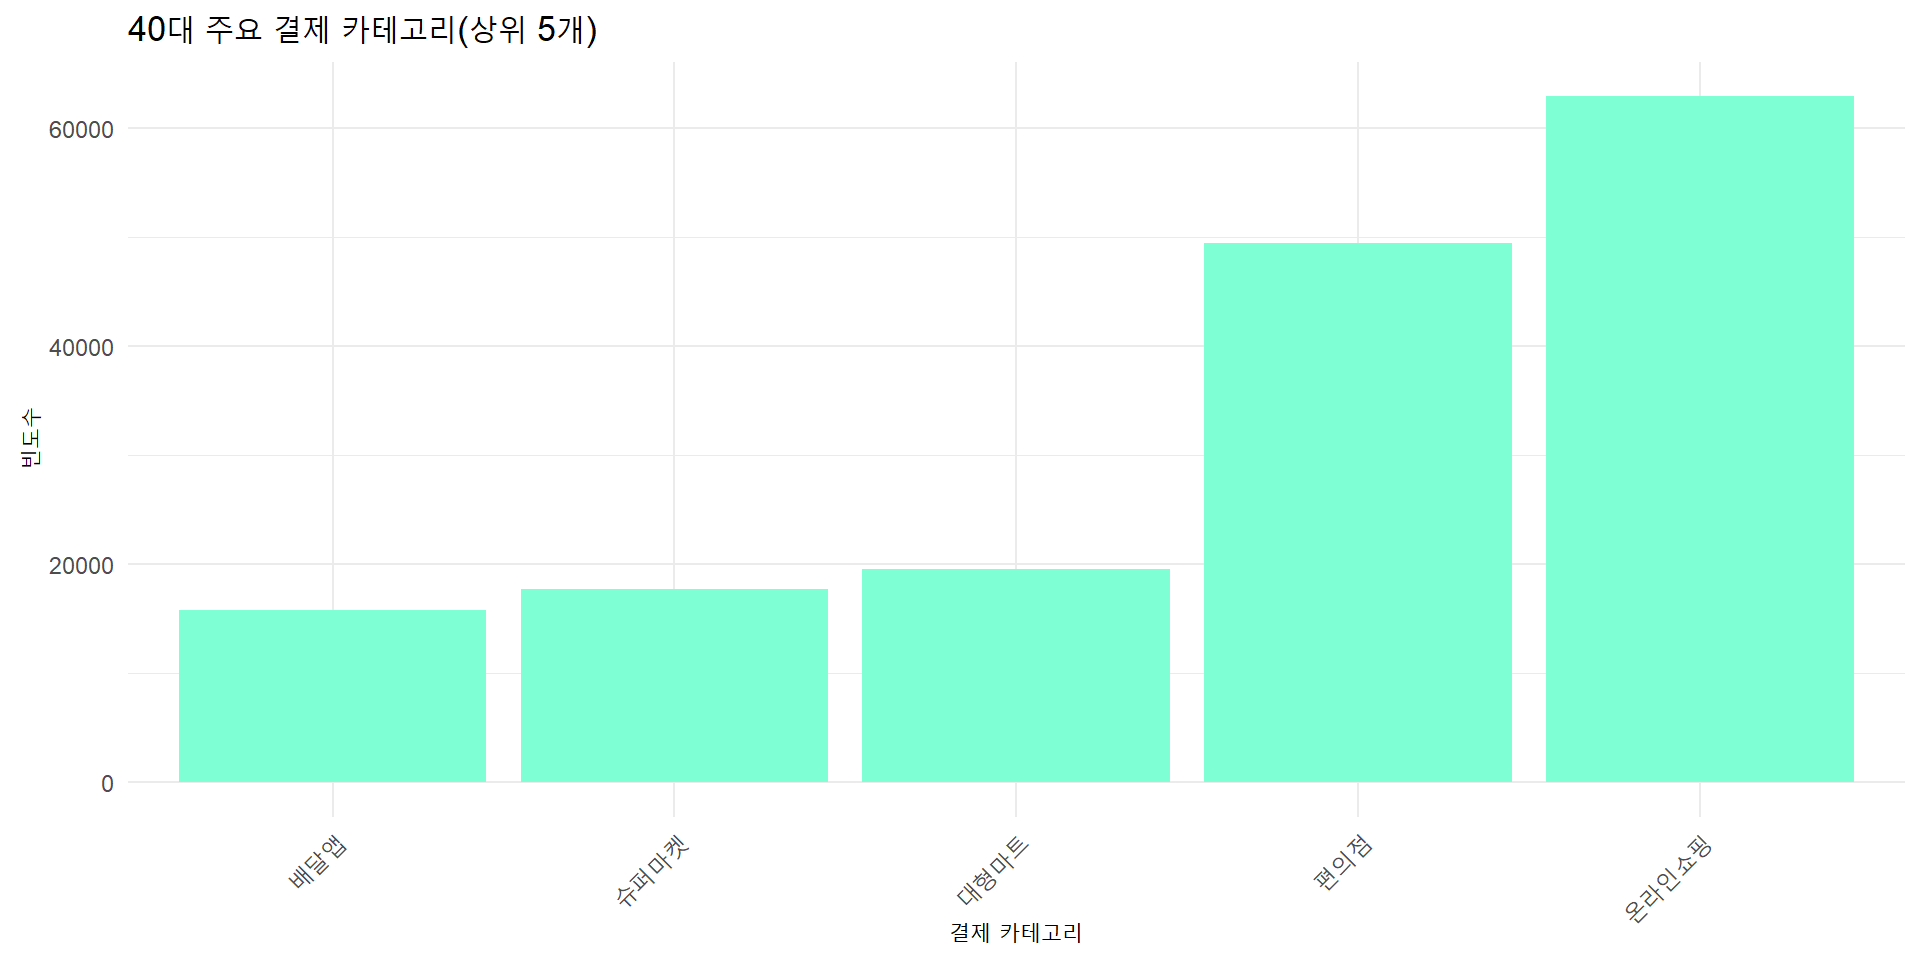 40대 주요 결제 카테고리(상위 5개)
60000
40000
20000
0
빈도수
배달앱
슈퍼마켓
대형마트
편의점
온라인쇼핑
결제 카테고리